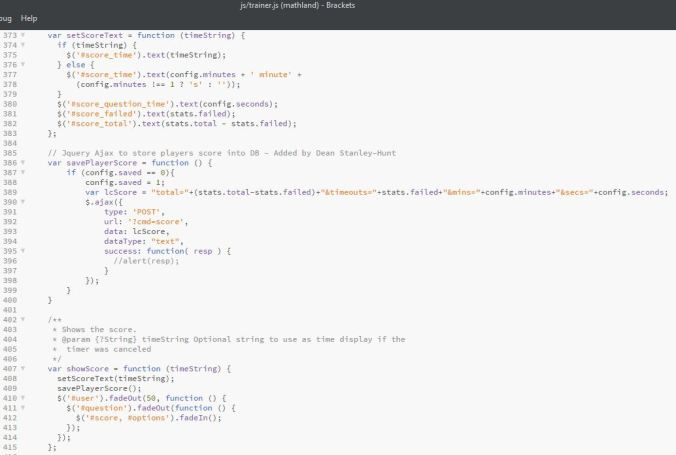 js/trainer.js (mathland) - Brackets
oug Help
373 var setScoreText = function (timeString) {
374 if (timeString) {
375 $('#score_time').text(timeString);
376 } else {
377 $('#score_time').text(config.minutes + ' minute' +
378 (config.minutes !== 1 ? 's' : ''));
379 }
380 $('#score_question_time').text(config.seconds);
381 $('#score_failed').text(stats.failed);
382 $('#score_total').text(stats.total - stats.failed);
383 };
384
385 // Jquery Ajax to store players score into DB - Added by Dean Stanley-Hunt
386 var savePlayerScore = function () {
387 if (config.saved == 0){
388 config.saved = 1;
389 var lcScore = "total="+(stats.total-stats.failed)+"&timeouts="+stats.failed+"&mins="+config.minutes+"&secs="+config.seconds;
390 $.ajax({
391 type: 'POST',
392 url: '?cmd=score',
393 data: lcScore,
394 dataType: "text",
395 success: function( resp ) {
396 //alert(resp);
397 }
398 });
399 }
400 }
401
402 /**
403 * Shows the score.
404 * @param {?String} timeString Optional string to use as time display if the
405 * timer was canceled
406 */
407 var showScore = function (timeString) {
408 setScoreText(timeString);
409 savePlayerScore();
410 $('#user').fadeOut(50, function () {
411 $('#question').fadeOut(function () {
412 $('#score, #options').fadeIn();
413 });
414 });
415 };